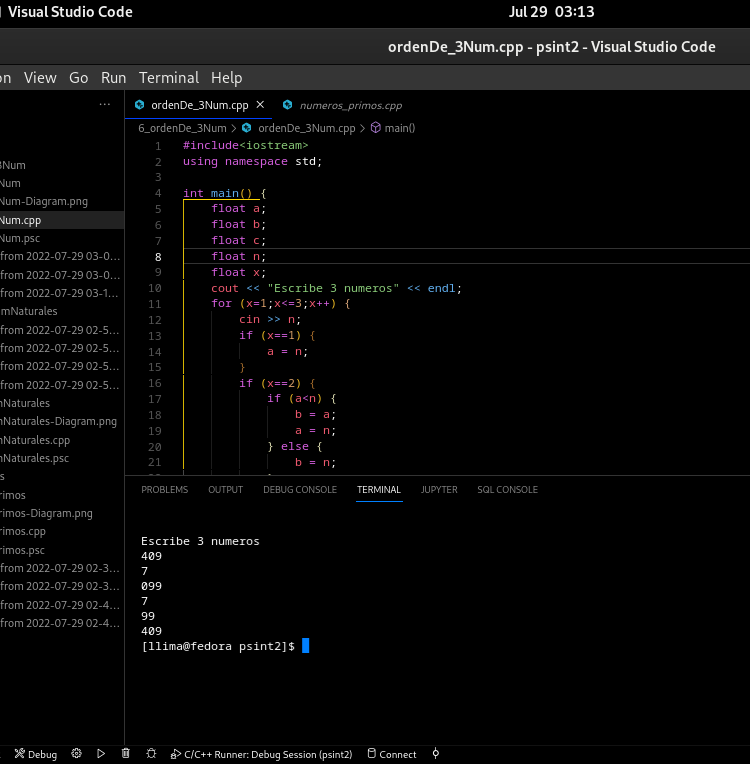 Visual Studio Code
Jul 29 03:13
ordenDe_3Num.cpp - psint2 - Visual Studio Code
on View Go Run Terminal Help
...
ordenDe_3Num.cpp × numeros_primos.cpp
6_ordenDe_3Num > ordenDe_3Num.cpp > main()
3Num
Num
Num-Diagram.png
Num.cpp
Num.psc
from 2022-07-29 03-0...
from 2022-07-29 03-0...
from 2022-07-29 03-1...
mNaturales
from 2022-07-29 02-5...
from 2022-07-29 02-5...
from 2022-07-29 02-5...
from 2022-07-29 02-5...
nNaturales
nNaturales-Diagram.png
nNaturales.cpp
nNaturales.psc
s
rimos
rimos-Diagram.png
rimos.cpp
rimos.psc
from 2022-07-29 02-3...
from 2022-07-29 02-3...
from 2022-07-29 02-4...
from 2022-07-29 02-4...
1 #include<iostream>
2 using namespace std;
3
4 int main() {
5 float a;
6 float b;
7 float c;
8 float n;
9 float x;
10 cout << "Escribe 3 numeros" << endl;
11 for (x=1;x<=3;x++) {
12 cin >> n;
13 if (x==1) {
14 a = n;
15 }
16 if (x==2) {
17 if (a<n) {
18 b = a;
19 a = n;
20 } else {
21 b = n;
PROBLEMS OUTPUT DEBUG CONSOLE TERMINAL JUPYTER SQL CONSOLE
Escribe 3 numeros
409
7
099
7
99
409
[llima@fedora psint2]$
Debug C/C++ Runner: Debug Session (psint2) Connect